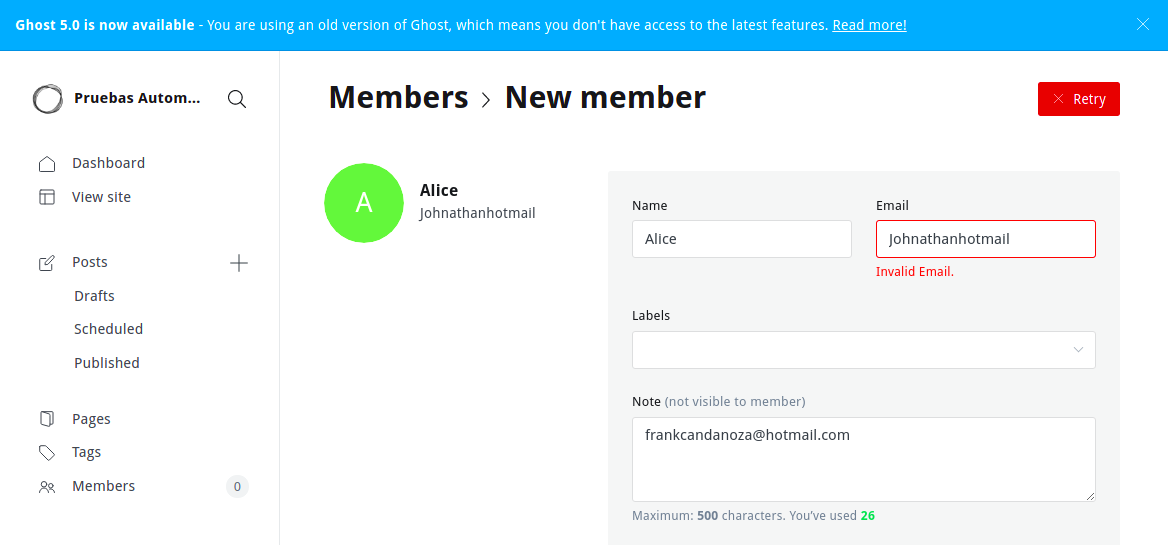 Ghost 5.0 is now available - You are using an old version of Ghost, which means you don't have access to the latest features. Read more!
Pruebas Autom...
Dashboard
View site
Posts
Drafts
Scheduled
Published
Pages
Tags
Members 0
Members > New member
Retry
A
Alice
Johnathanhotmail
Name
Alice
Email
Johnathanhotmail
Invalid Email.
Labels
Note (not visible to member)
frankcandanoza@hotmail.com
Maximum: 500 characters. You've used 26